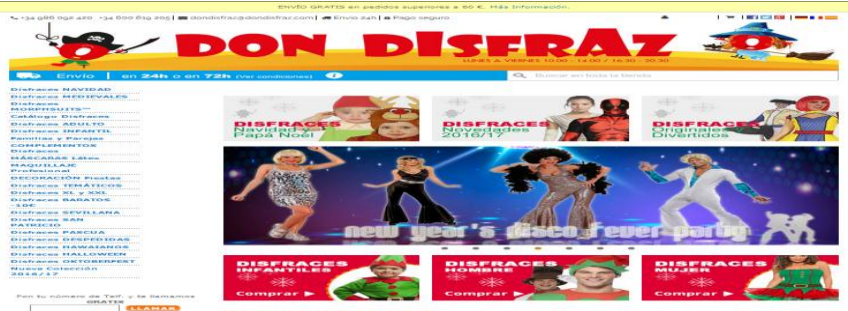 ENVÍO GRATIS en pedidos superiores a 60 €. Más Información.
+34 986 092 420 +34 600 619 205 | dondisfraz@dondisfraz.com | Envio 24h | Pago seguro
DON DISFRAZ
LUNES A VIERNES 10:00 - 14:00 / 16:30 - 20:30
Envío | en 24h o en 72h (Ver condiciones)
Buscar en toda la tienda
Disfraces NAVIDAD
Disfraces MEDIEVALES
Disfraces
MORPHSUITS™
Catálogo Disfraces
Disfraces ADULTO
Disfraces INFANTIL
Familias y Parejas
COMPLEMENTOS
Disfraces
MÁSCARAS Látex
MAQUILLAJE
Profesional
DECORACIÓN Fiestas
Disfraces TEMÁTICOS
Disfraces XL y XXL
Disfraces BARATOS
-10€
Disfraces SEVILLANA
Disfraces SAN
PATRICIO
Disfraces PASCUA
Disfraces DESPEDIDAS
Disfraces HAWAIANOS
Disfraces HALLOWEEN
Disfraces OKTOBERFEST
Nueva Colección
2016/17
Pon tu número de Telf. y te llamamos
GRATIS
LLAMAR
DISFRACES
Navidad y
Papá Noel
DISFRACES
Novedades
2016/17
DISFRACES
Originales
Divertidos
new year's disco fever party
DISFRACES
INFANTILES
Comprar
DISFRACES
HOMBRE
Comprar
DISFRACES
MUJER
Comprar